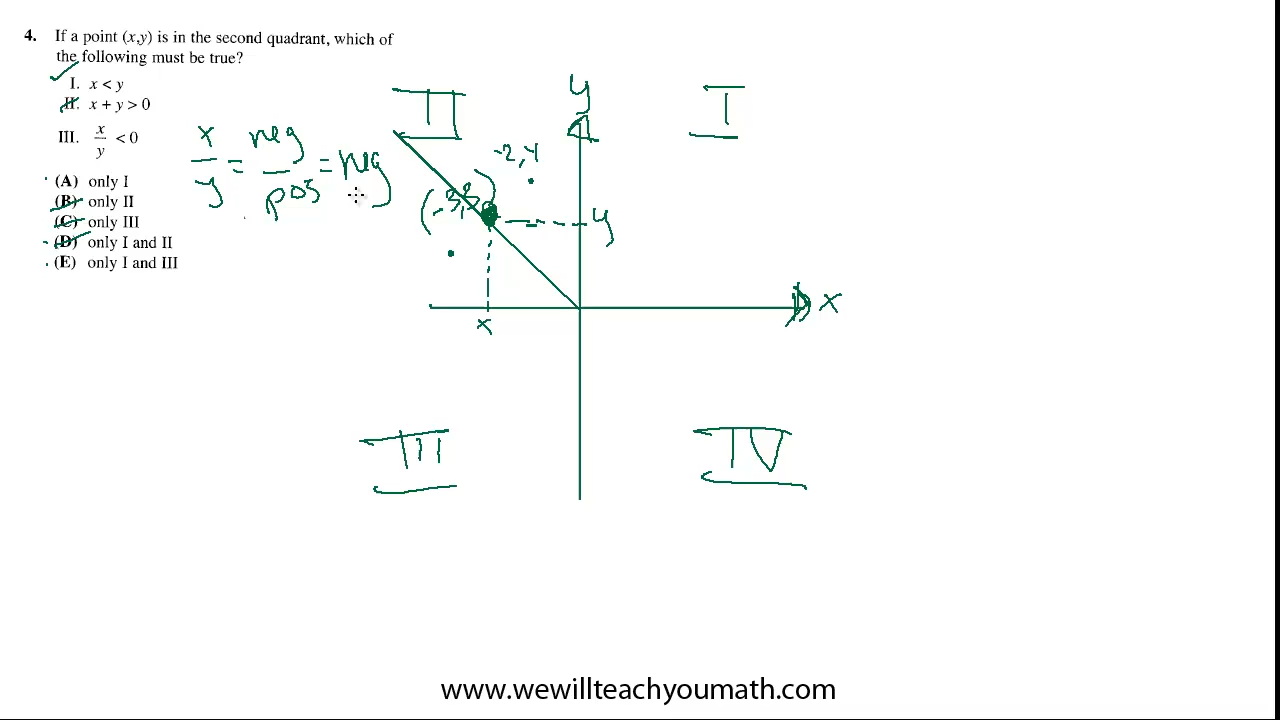 4. If a point (x,y) is in the second quadrant, which of
the following must be true?
I. x < y
II. x + y > 0
III. x/y < 0
(A) only I
(B) only II
(C) only III
(D) only I and II
(E) only I and III
x/y = neg/pos = neg
II
y
I
-2,4
y
x
x
III
IV
www.wewillteachyoumath.com